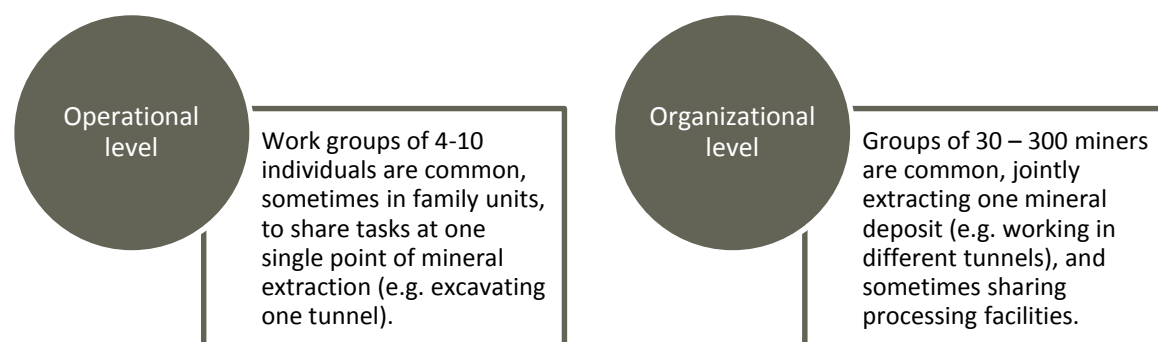 Operational
level
Work groups of 4-10
individuals are common,
sometimes in family units,
to share tasks at one
single point of mineral
extraction (e.g. excavating
one tunnel).
Organizational
level
Groups of 30 – 300 miners
are common, jointly
extracting one mineral
deposit (e.g. working in
different tunnels), and
sometimes sharing
processing facilities.